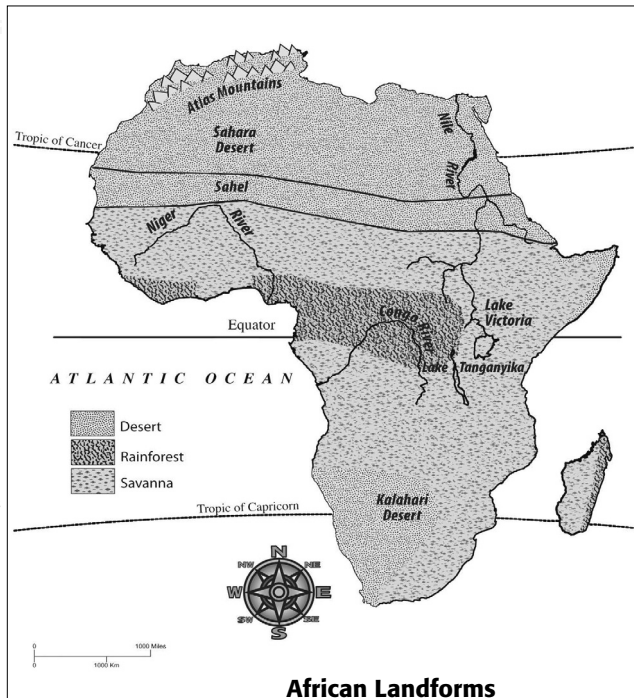 Atlas Mountains
Tropic of Cancer
Sahara
Desert
Nile
River
Sahel
Niger
River
Lake
Victoria
Congo River
Equator
Lake Tanganyika
ATLANTIC OCEAN
Desert
Rainforest
Savanna
Kalahari
Desert
Tropic of Capricorn
N
NW
NE
W
E
SW
SE
S
0 1000 Miles
0 1000 Km
African Landforms